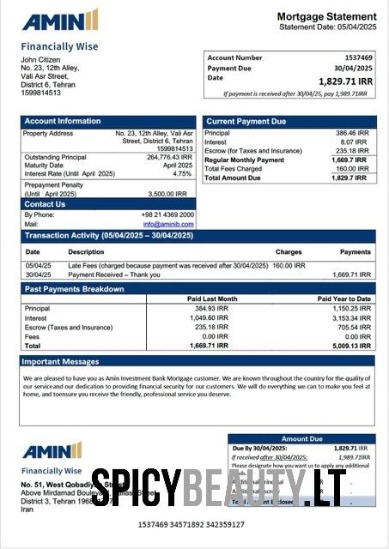 AMIN
Mortgage Statement
Statement Date: 05/04/2025
Financially Wise
John Citizen
No. 23, 12th Alley,
Vali Asr Street,
District 6, Tehran
1599814513
Account Number 1537469
Payment Due 30/04/2025
Date 1,829.71 IRR
If payment is received after 30/04/25, pay 1,989.71IRR
Account Information
Property Address No. 23, 12th Alley, Vali Asr
Street, District 6, Tehran
1599814513
Outstanding Principal 264,776.43 IRR
Maturity Date April 2025
Interest Rate (Until April 2025) 4.75%
Prepayment Penalty
(Until April 2025) 3,500.00 IRR
Contact Us
By Phone: +98 21 4369 2000
Mail: info@aminib.com
Current Payment Due
Principal 386.46 IRR
Interest 8.07 IRR
Escrow (for Taxes and Insurance) 235.18 IRR
Regular Monthly Payment 1,669.7 IRR
Total Fees Charged 160.00 IRR
Total Amount Due 1,829.7 IRR
Transaction Activity (05/04/2025 – 30/04/2025)
Date Description Charges Payments
05/04/25 Late Fees (charged because payment was received after 30/04/2025) 160.00 IRR
30/04/25 Payment Received – Thank you 1,669.71 IRR
Past Payments Breakdown
Paid Last Month Paid Year to Date
Principal 384.93 IRR 1,150.25 IRR
Interest 1,049.60 IRR 3,153.34 IRR
Escrow (Taxes and Insurance) 235.18 IRR 705.54 IRR
Fees 0.00 IRR 0.00 IRR
Total 1,669.71 IRR 5,009.13 IRR
Important Messages
We are pleased to have you as Amin Investment Bank Mortgage customer. We are known throughout the country for the quality of
our serviceand our dedication to providing financial security for our customers. We will do everything we can to make you feel at
home, and toensure you receive the friendly, professional service you deserve.
AMIN
Financially Wise
No. 51, West Qobadiy
Above Mirdamad Bouleva
District 3, Tehran
Iran
Amount Due
Due By 30/04/2025: 1,829.71 IRR
If received after 30/04/2025: IRR
Please designate how you want us to apply any additional
SPICYBEAUTY.LT
1537469 34571892 342359127